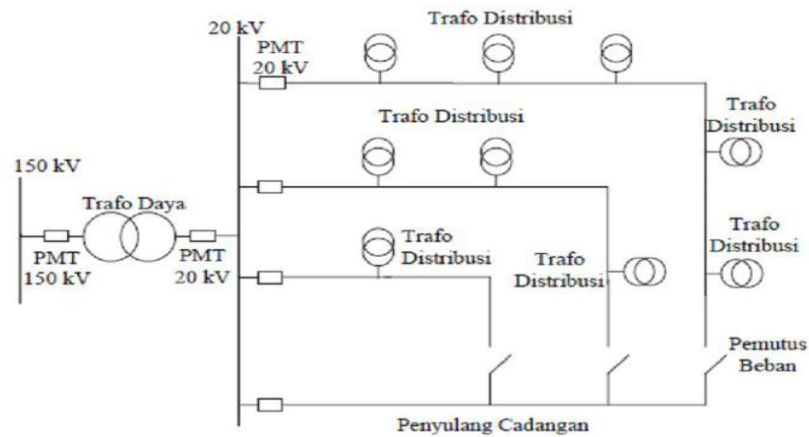 Trafo Distribusi
20 kV
PMT
20 kV
Trafo
Distribusi
Trafo Distribusi
150 kV
Trafo Daya
PMT
150 kV
PMT
20 kV
Trafo
Distribusi
Trafo
Distribusi
Trafo
Distribusi
Pemutus
Beban
Penyulang Cadangan